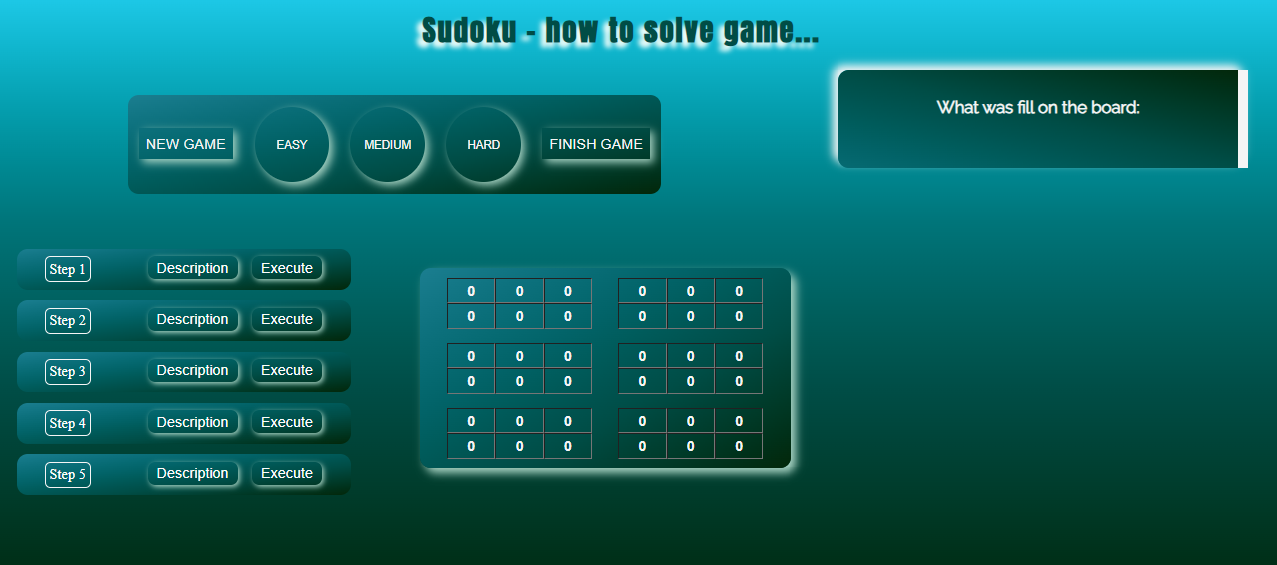 Sudoku - how to solve game...
What was fill on the board:
NEW GAME EASY MEDIUM HARD FINISH GAME
Step 1 Description Execute
Step 2 Description Execute
Step 3 Description Execute
Step 4 Description Execute
Step 5 Description Execute
0 0 0 0 0 0
0 0 0 0 0 0
0 0 0 0 0 0
0 0 0 0 0 0
0 0 0 0 0 0
0 0 0 0 0 0